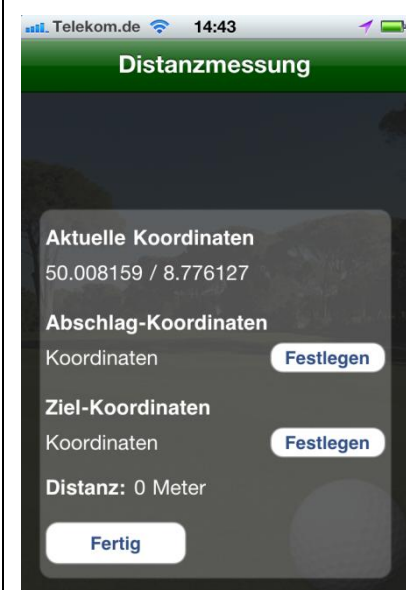 Telekom.de 14:43
Distanzmessung
Aktuelle Koordinaten
50.008159 / 8.776127
Abschlag-Koordinaten
Koordinaten Festlegen
Ziel-Koordinaten
Koordinaten Festlegen
Distanz: 0 Meter
Fertig